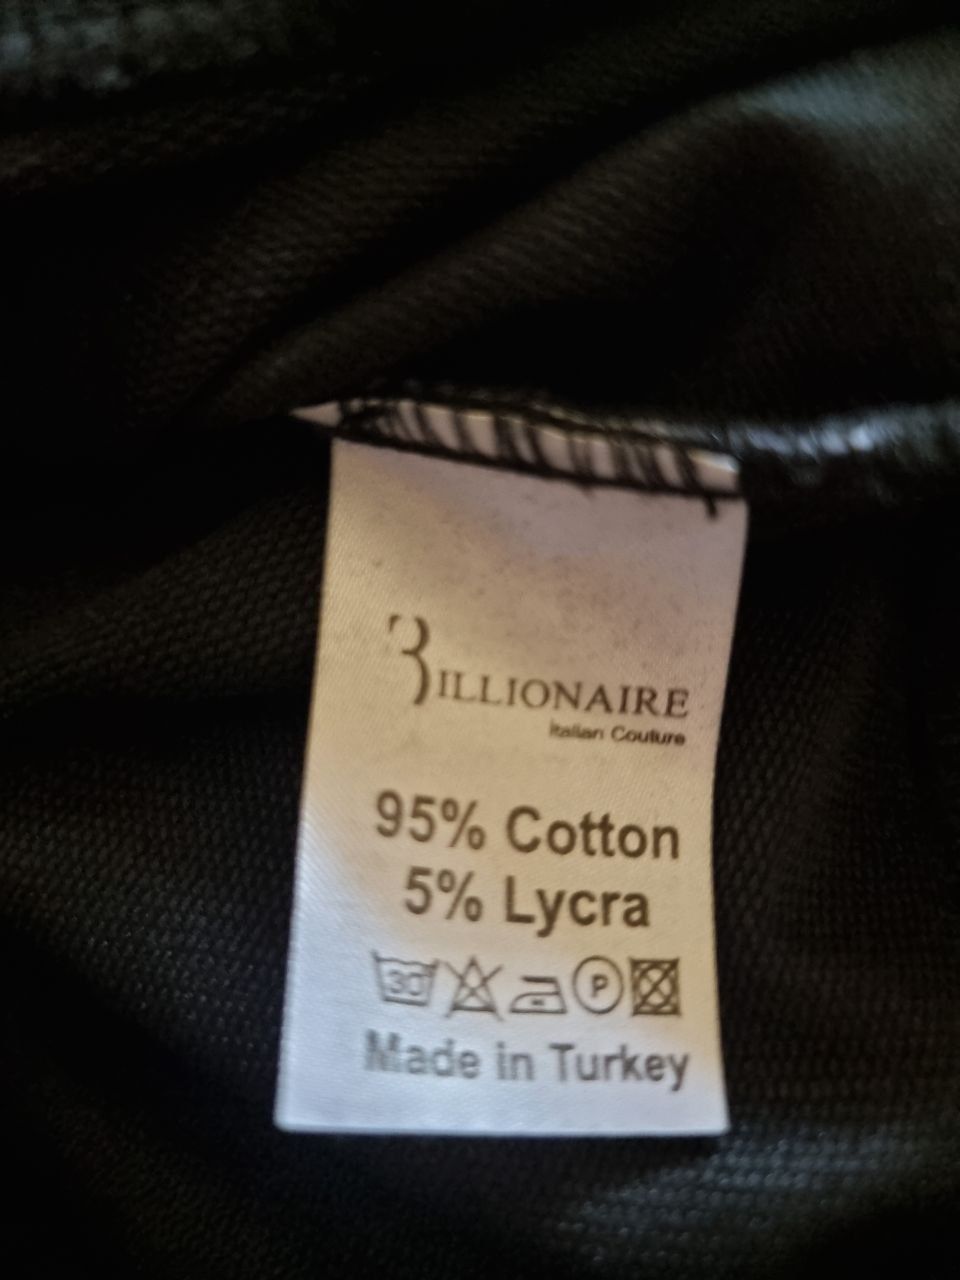 BILLIONAIRE
Italian Couture
95% Cotton
5% Lycra
30 P
Made in Turkey